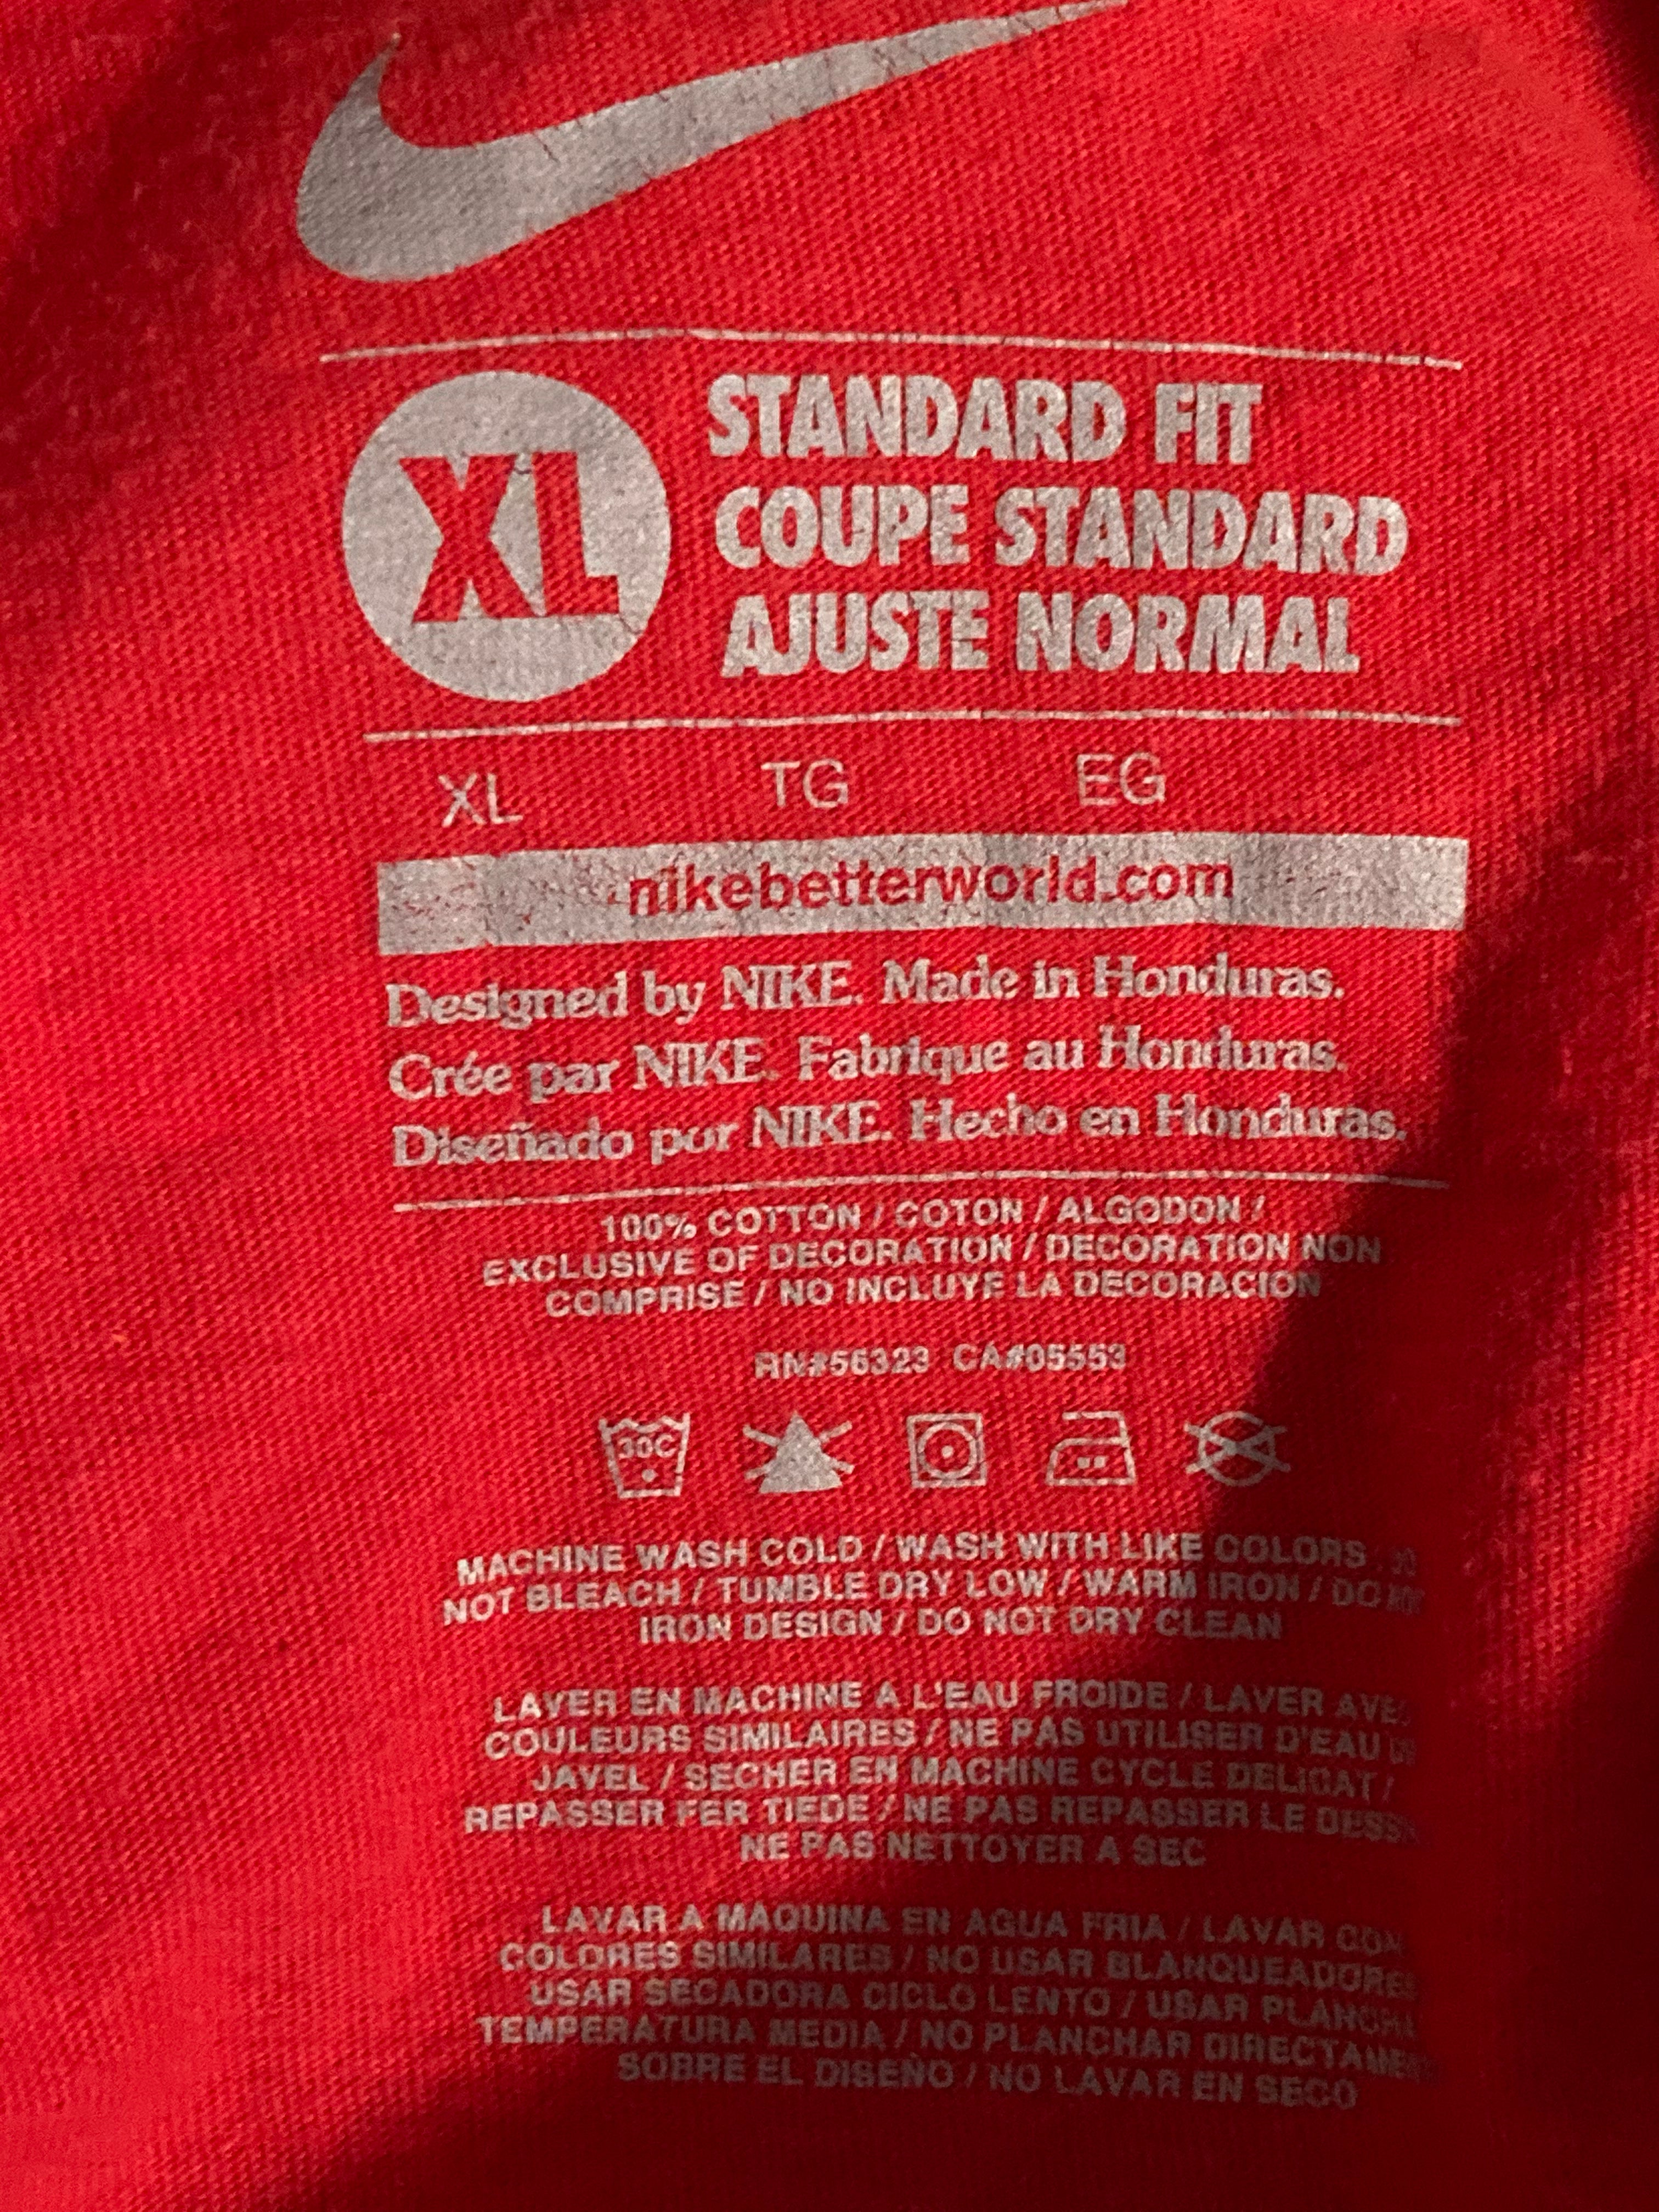 XL
STANDARD FIT
COUPE STANDARD
AJUSTE NORMAL
XL TG EG
nikebetterworld.com
Designed by NIKE. Made in Honduras.
Crée par NIKE. Fabrique au Honduras.
Diseñado por NIKE. Hecho en Honduras.
100% COTTON / COTON / ALGODON /
EXCLUSIVE OF DECORATION / DECORATION NON
COMPRISE / NO INCLUYE LA DECORACION
RN#56323 CA#05553
30C
MACHINE WASH COLD / WASH WITH LIKE COLORS
NOT BLEACH / TUMBLE DRY LOW / WARM IRON / DO NOT
IRON DESIGN / DO NOT DRY CLEAN
LAVER EN MACHINE A L'EAU FROIDE / LAVER AVEC
COULEURS SIMILAIRES / NE PAS UTILISER D'EAU
JAVEL / SECHER EN MACHINE CYCLE DELICAT /
REPASSER FER TIEDE / NE PAS REPASSER LE
NE PAS NETTOYER A SEC
LAVAR A MAQUINA EN AGUA FRIA / LAVAR CON
COLORES SIMILARES / NO USAR BLANQUEADORES
USAR SECADORA CICLO LENTO / USAR PLANCHA
TEMPERATURA MEDIA / NO PLANCHAR
SOBRE EL DISEÑO / NO LAVAR EN SECO